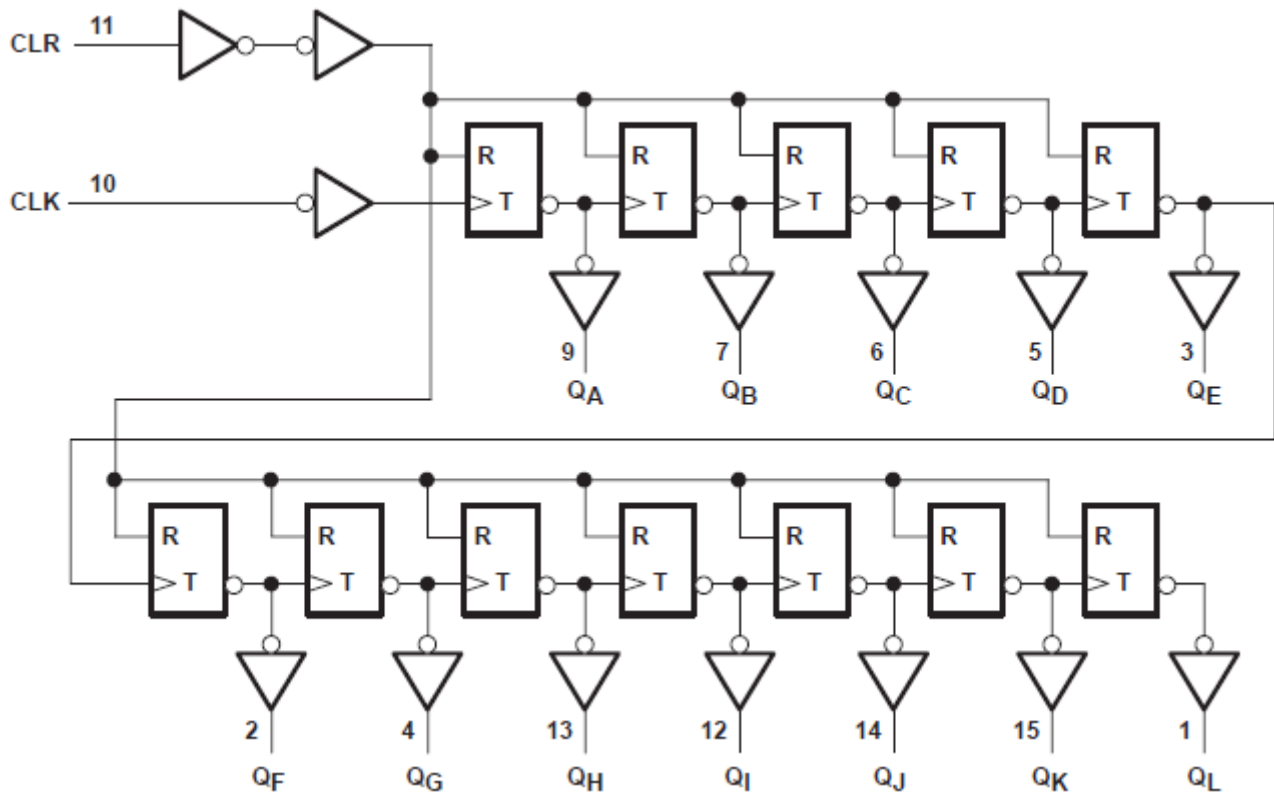 CLR 11
R R R R R
CLK 10
T T T T T
9 7 6 5 3
QA QB QC QD QE
R R R R R R R
T T T T T T T
2 4 13 12 14 15 1
QF QG QH QI QJ QK QL